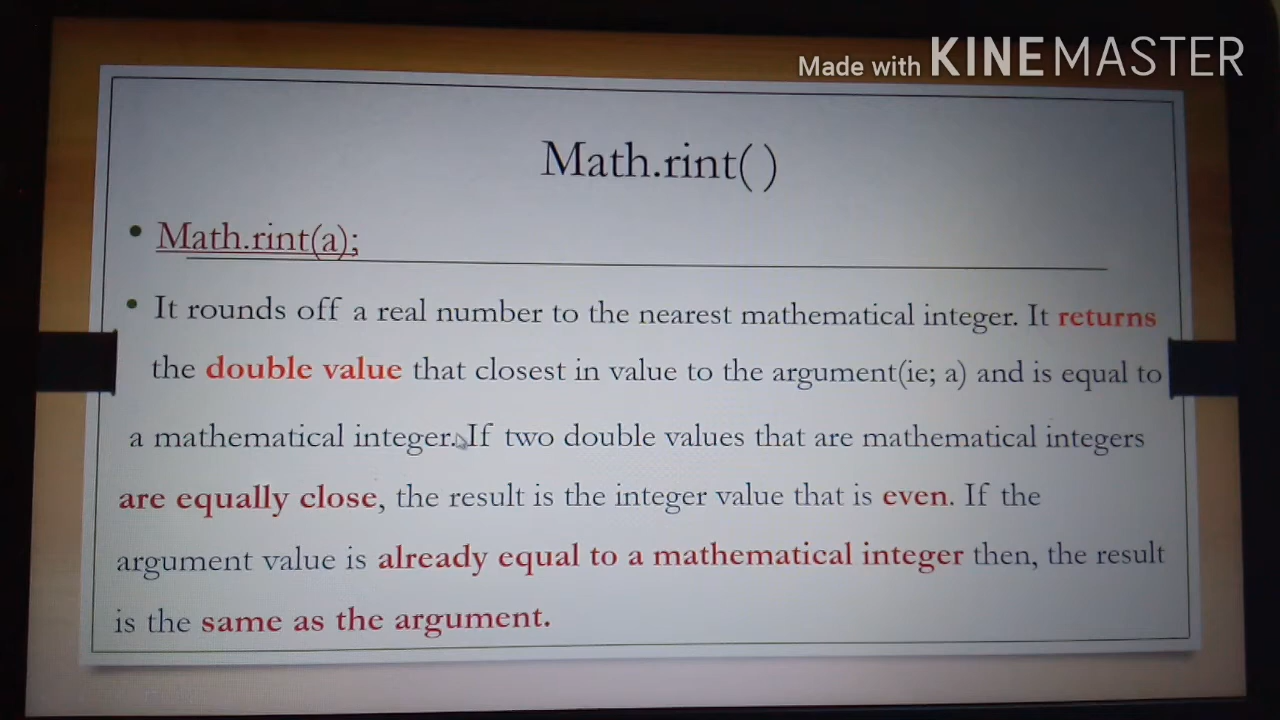 Made with KINEMASTER
Math.rint( )
• Math.rint(a);
• It rounds off a real number to the nearest mathematical integer. It returns
the double value that closest in value to the argument(ie; a) and is equal to
a mathematical integer. If two double values that are mathematical integers
are equally close, the result is the integer value that is even. If the
argument value is already equal to a mathematical integer then, the result
is the same as the argument.